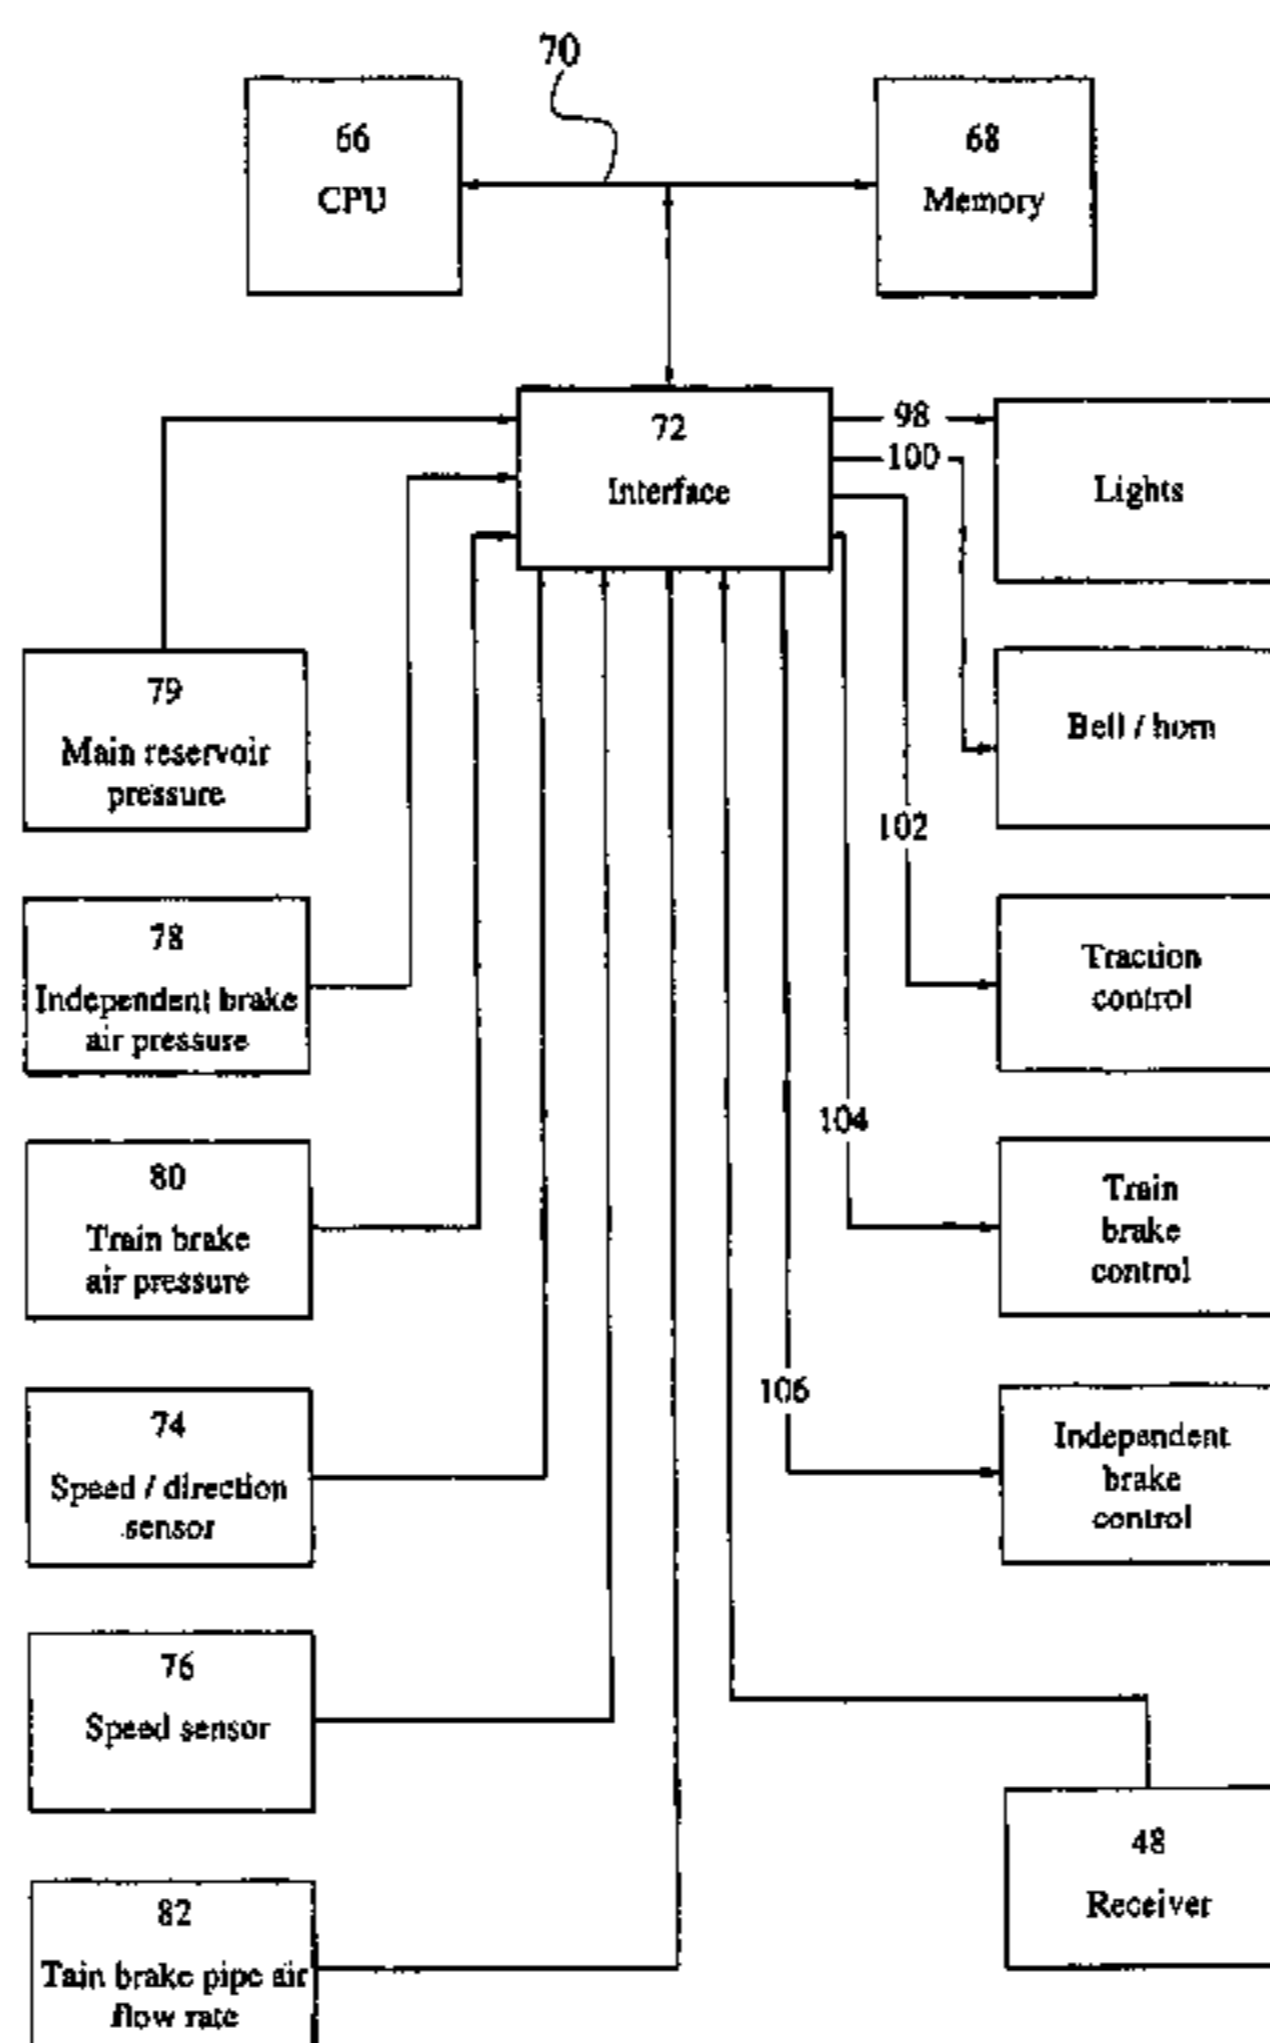 70
66
CPU
68
Memory
72
Interface
98
100
Lights
79
Main reservoir
pressure
Bell / horn
102
78
Independent brake
air pressure
Traction
control
104
80
Train brake
air pressure
Train
brake
control
106
74
Speed / direction
sensor
Independent
brake
control
76
Speed sensor
48
Receiver
82
Tain brake pipe air
flow rate